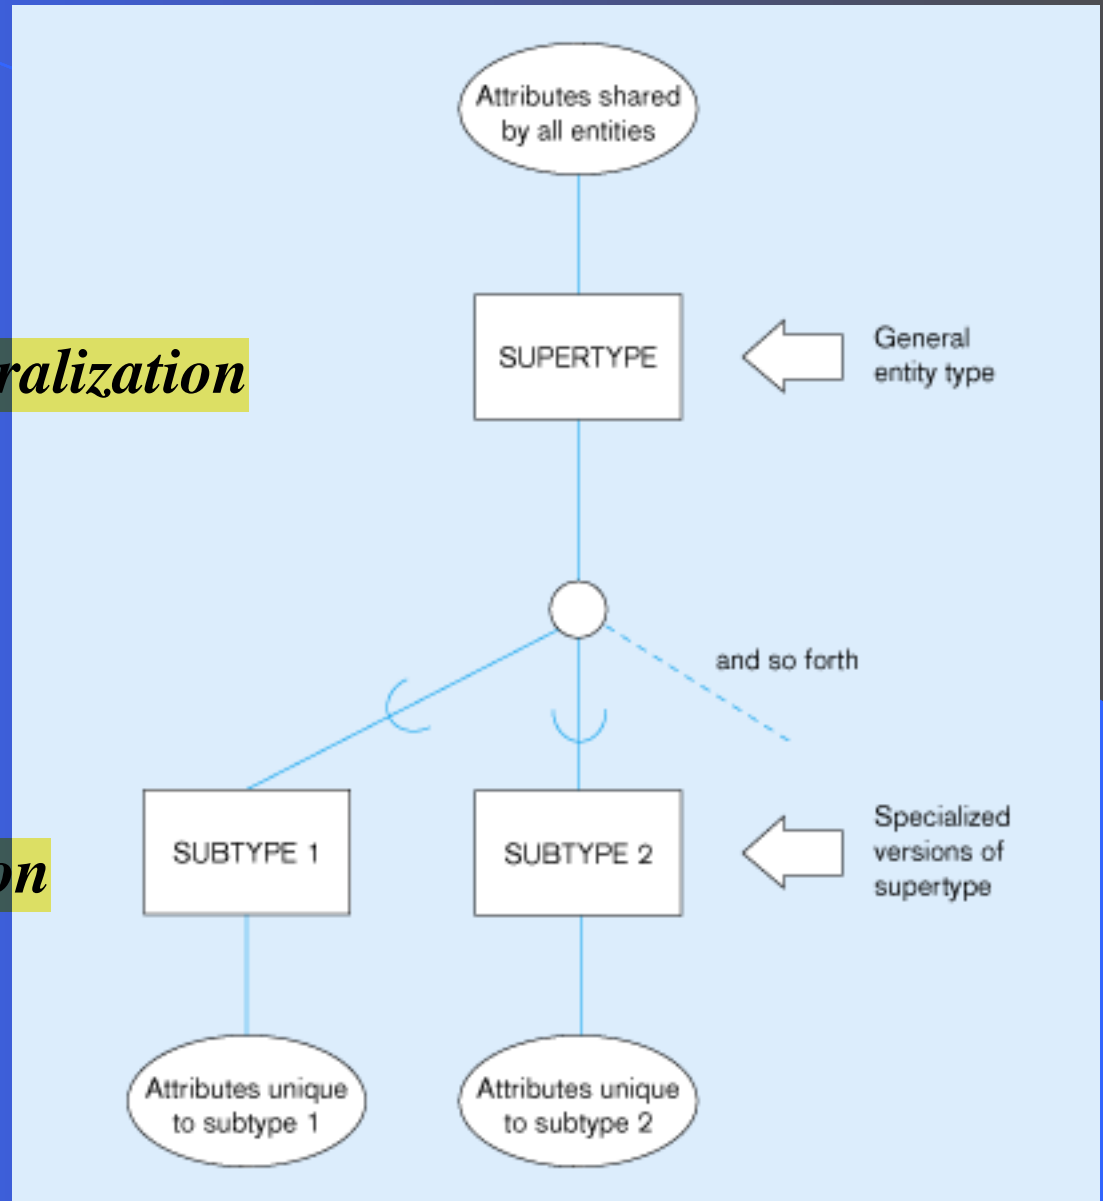 Attributes shared
by all entities
ralization
SUPERTYPE
General
entity type
and so forth
on
SUBTYPE 1
SUBTYPE 2
Specialized
versions of
supertype
Attributes unique
to subtype 1
Attributes unique
to subtype 2